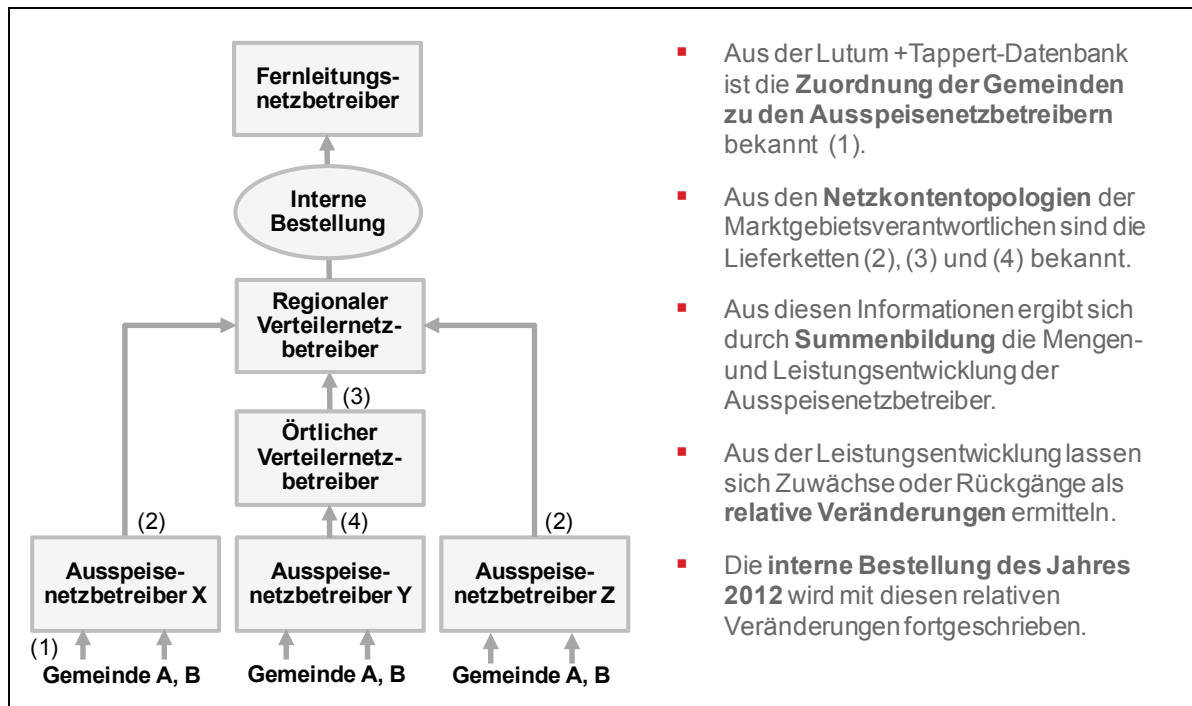 Fernleitungs-
netzbetreiber
Interne
Bestellung
Regionaler
Verteilernetz-
betreiber
(3)
Örtlicher
Verteilernetz-
betreiber
(2)
(4)
(2)
Ausspeise-
netzbetreiber X
Ausspeise-
netzbetreiber Y
Ausspeise-
netzbetreiber Z
(1)
Gemeinde A, B
Gemeinde A, B
Gemeinde A, B
▪ Aus der Lutum +Tappert-Datenbank
ist die Zuordnung der Gemeinden
zu den Ausspeisenetzbetreibern
bekannt (1).
▪ Aus den Netzkontentopologien der
Marktgebietsverantwortlichen sind die
Lieferketten (2), (3) und (4) bekannt.
▪ Aus diesen Informationen ergibt sich
durch Summenbildung die Mengen-
und Leistungsentwicklung der
Ausspeisenetzbetreiber.
▪ Aus der Leistungsentwicklung lassen
sich Zuwächse oder Rückgänge als
relative Veränderungen ermitteln.
▪ Die interne Bestellung des Jahres
2012 wird mit diesen relativen
Veränderungen fortgeschrieben.